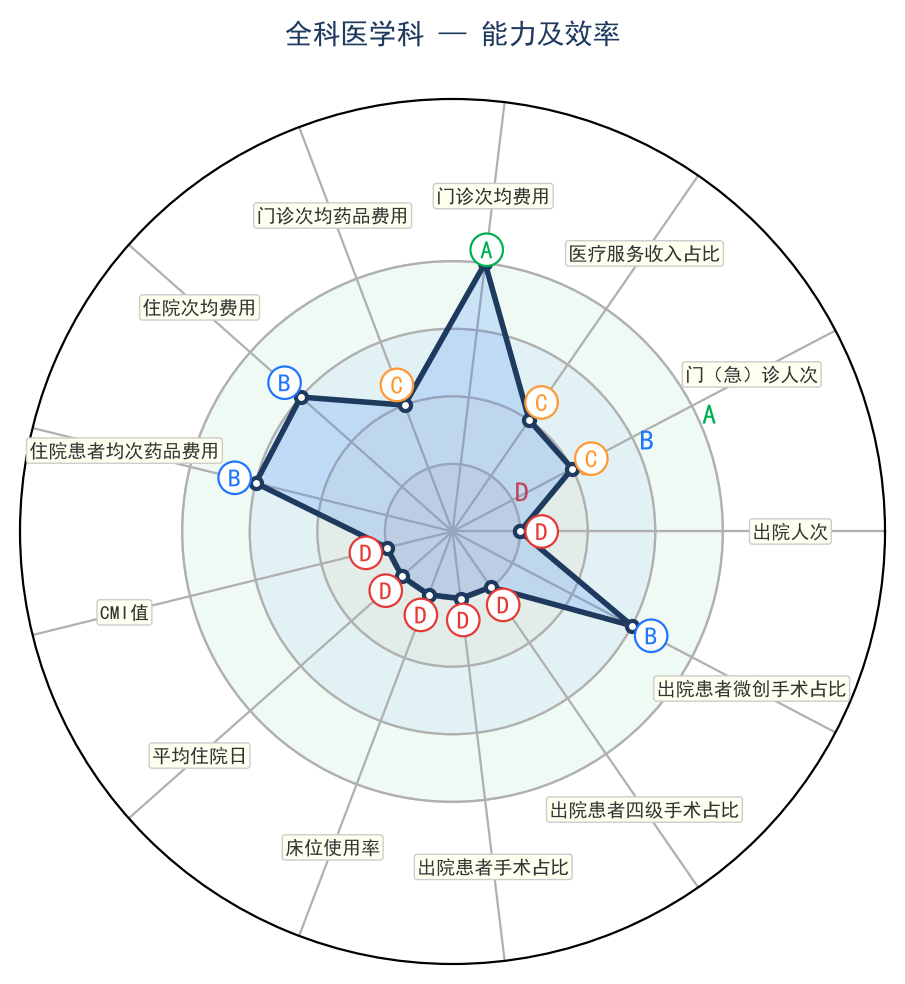 全科医学科 — 能力及效率
门诊次均费用
门诊次均药品费用
A
医疗服务收入占比
住院次均费用
门（急）诊人次
B
C
C
A
B
住院患者均次药品费用
C
B
D
出院人次
D
D
CMI值
D
D
D
D
B
出院患者微创手术占比
平均住院日
出院患者四级手术占比
床位使用率
出院患者手术占比